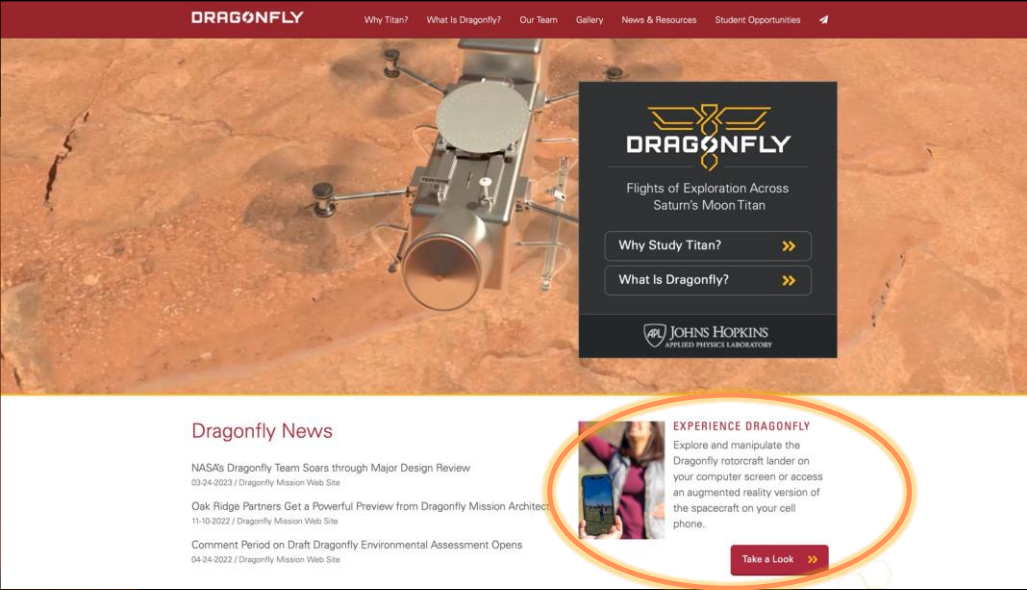 DRAGONFLY
Why Titan? What Is Dragonfly? Our Team Gallery News & Resources Student Opportunities
DRAGONFLY
Flights of Exploration Across
Saturn's Moon Titan
Why Study Titan?
What Is Dragonfly?
APL JOHNS HOPKINS
APPLIED PHYSICS LABORATORY
Dragonfly News
NASA's Dragonfly Team Soars through Major Design Review
03-24-2023 / Dragonfly Mission Web Site
Oak Ridge Partners Get a Powerful Preview from Dragonfly Mission Architect
11-10-2022 / Dragonfly Mission Web Site
Comment Period on Draft Dragonfly Environmental Assessment Opens
04-24-2022 / Dragonfly Mission Web Site
EXPERIENCE DRAGONFLY
Explore and manipulate the
Dragonfly rotorcraft lander on
your computer screen or access
an augmented reality version of
the spacecraft on your cell
phone.
Take a Look